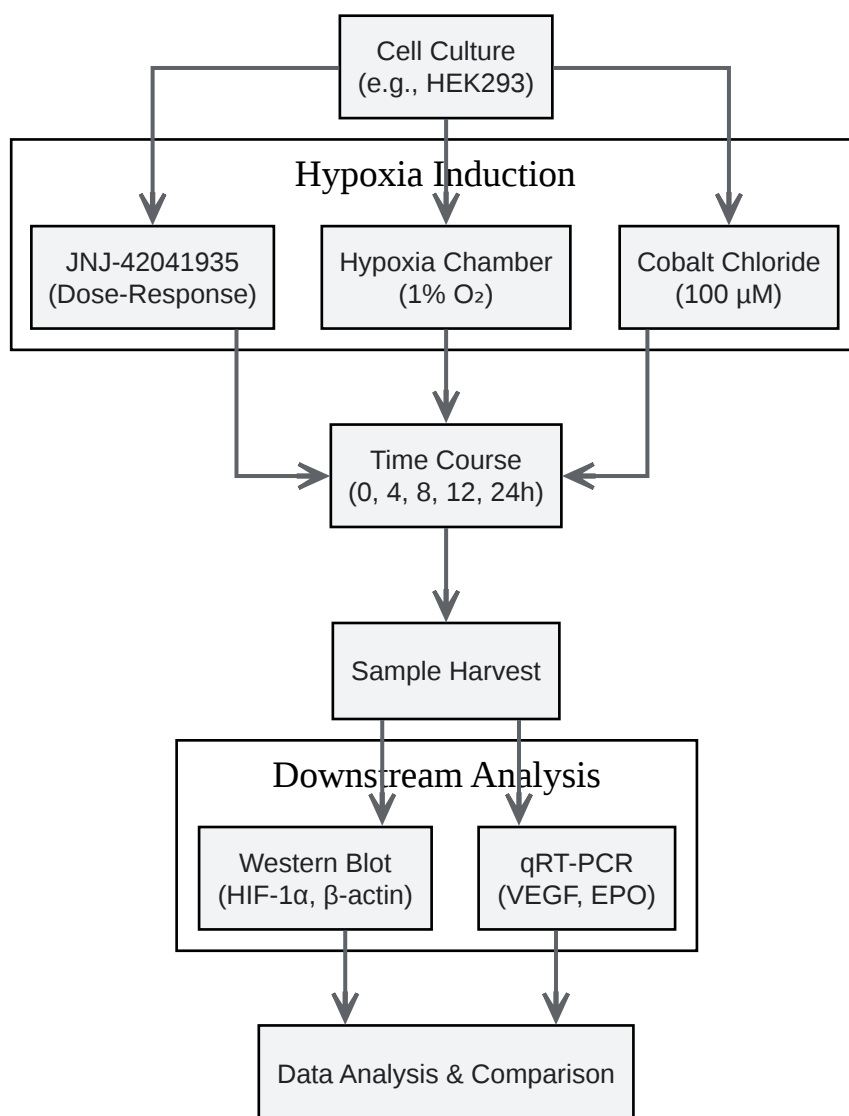 Cell Culture
(e.g., HEK293)
Hypoxia Induction
JNJ-42041935
(Dose-Response)
Hypoxia Chamber
(1% O₂)
Cobalt Chloride
(100 µM)
Time Course
(0, 4, 8, 12, 24h)
Sample Harvest
Downstream Analysis
Western Blot
(HIF-1α, β-actin)
qRT-PCR
(VEGF, EPO)
Data Analysis & Comparison